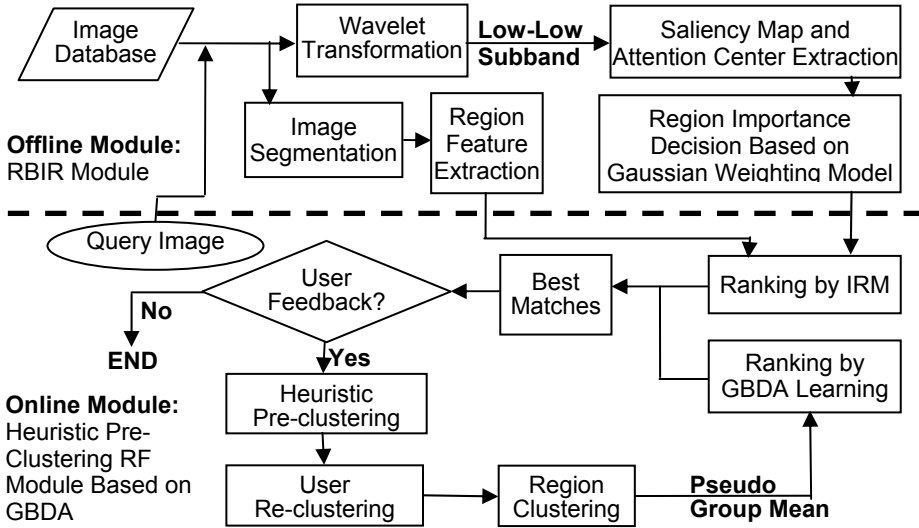 Image
Database
Wavelet
Transformation
Low-Low
Subband
Saliency Map and
Attention Center Extraction
Image
Segmentation
Region
Feature
Extraction
Region Importance
Decision Based on
Gaussian Weighting Model
Offline Module:
RBIR Module
Query Image
User
Feedback?
Best
Matches
Ranking by IRM
No
END
Yes
Ranking by
GBDA Learning
Heuristic
Pre-clustering
Online Module:
Heuristic Pre-
Clustering RF
Module Based on
GBDA
User
Re-clustering
Region
Clustering
Pseudo
Group Mean